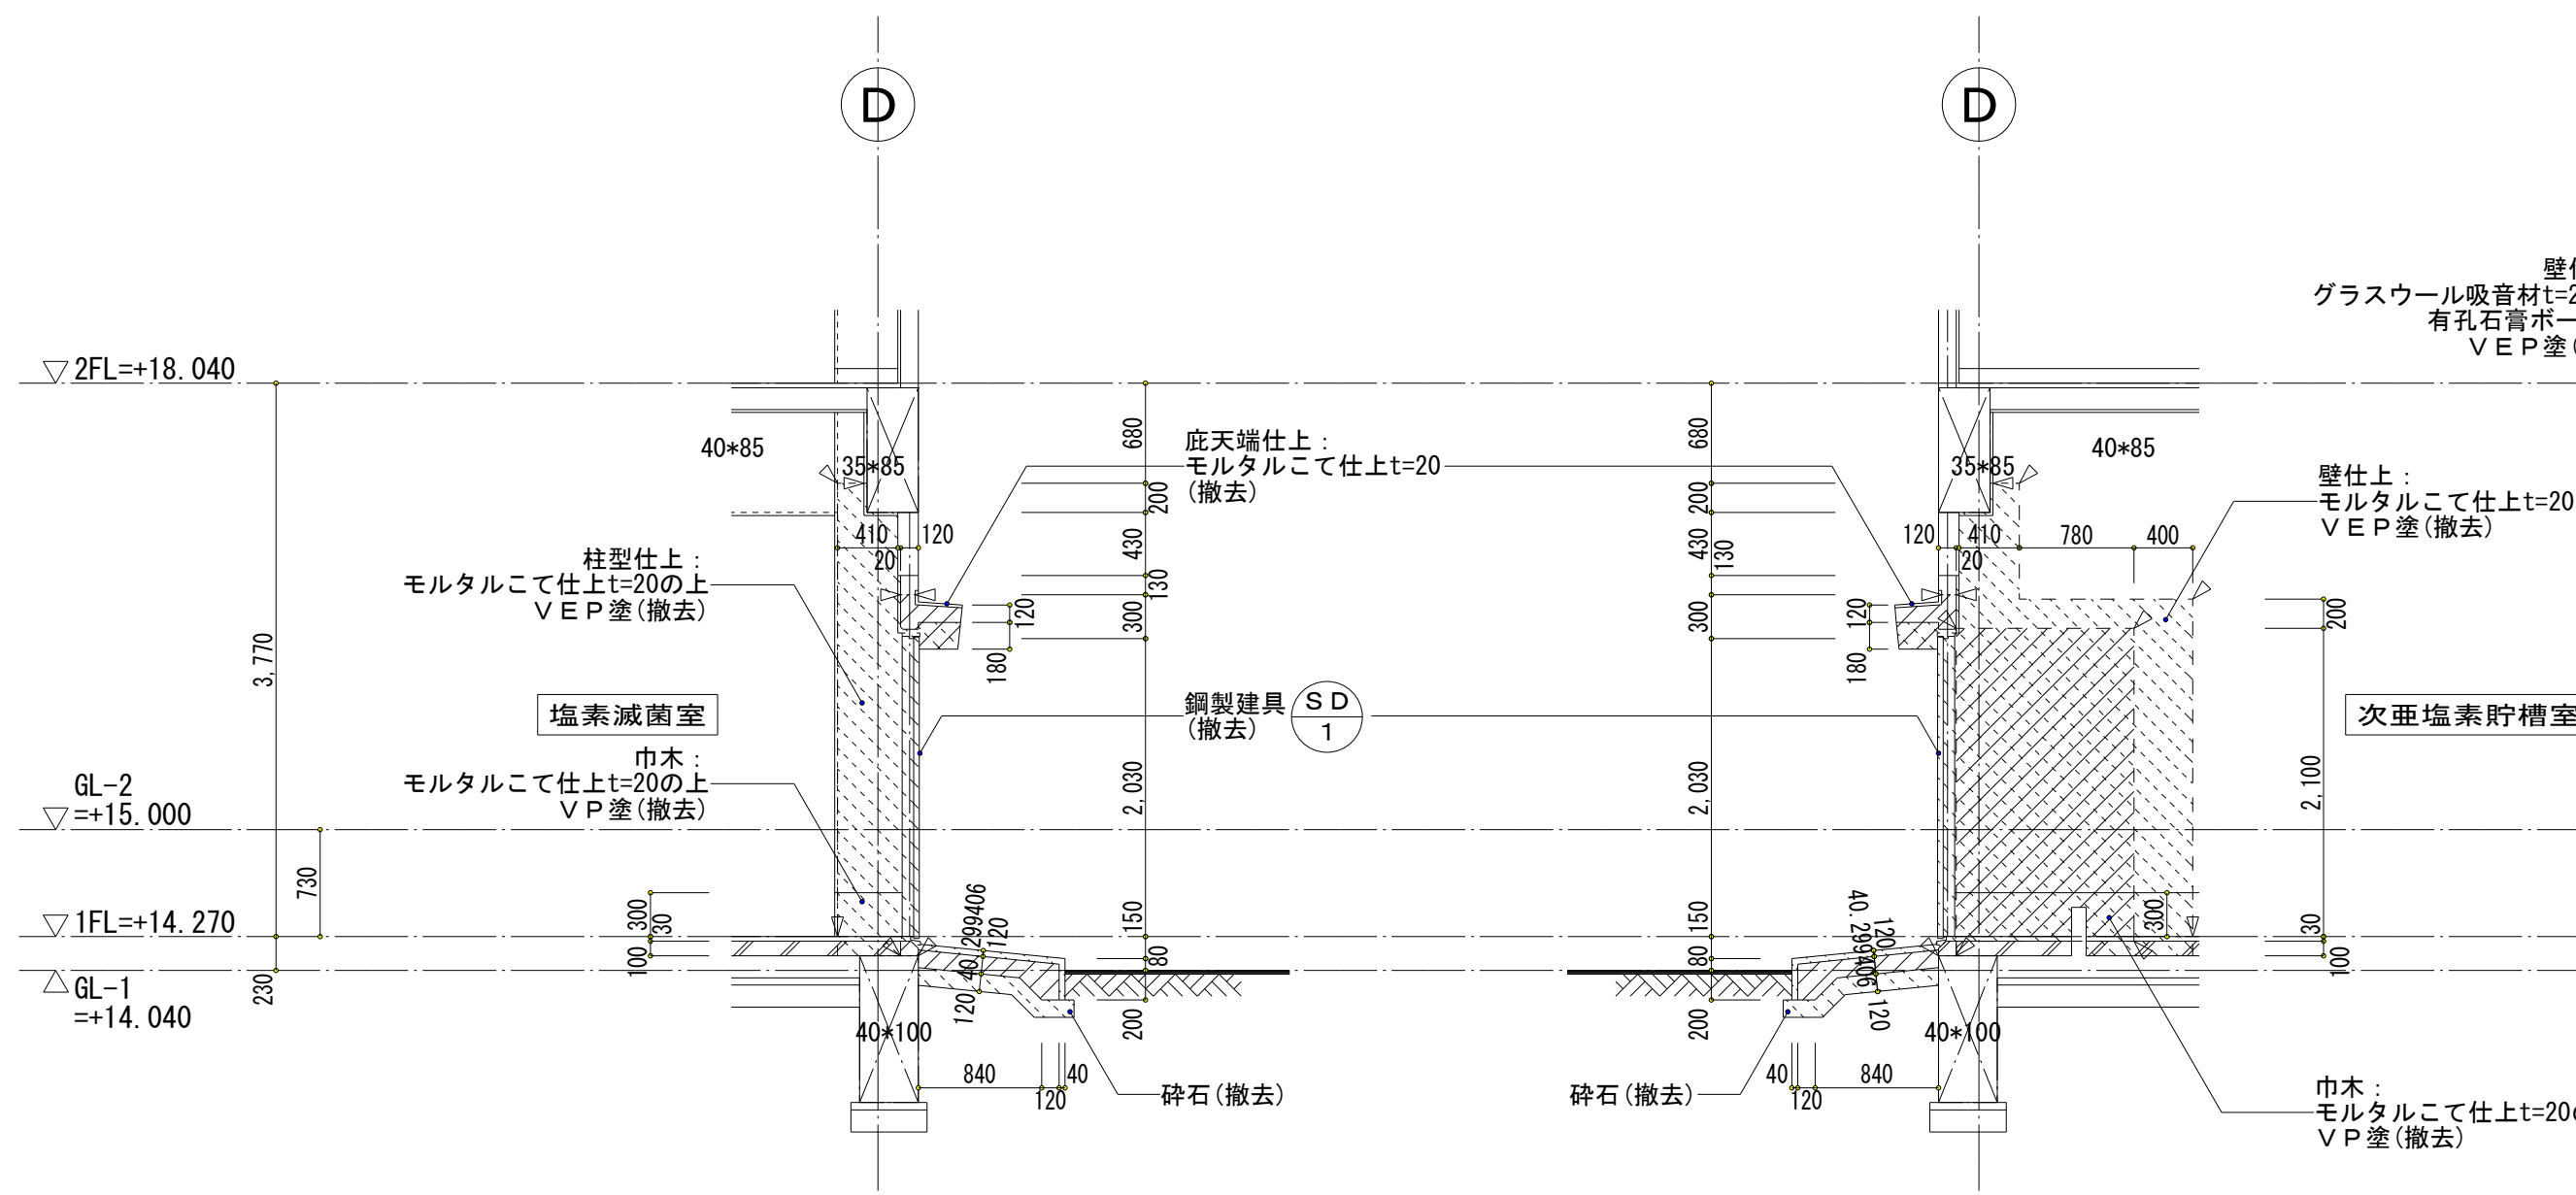 D
D
2FL=+18.040
GL-2
=+15.000
1FL=+14.270
GL-1
=+14.040
3,770
730
230
300
30
100
40*85
35*85
410
120
20
柱型仕上：
モルタルこて仕上t=20の上
ＶＥＰ塗(撤去)
塩素滅菌室
巾木：
モルタルこて仕上t=20の上
ＶＰ塗(撤去)
120
180
299406
120
40
120
40*100
840
120
40
砕石(撤去)
680
200
430
130
300
2,030
150
80
200
庇天端仕上：
モルタルこて仕上t=20
(撤去)
鋼製建具
(撤去)
ＳＤ
1
680
200
430
130
300
2,030
150
80
200
120
180
40.299406
120
120
砕石(撤去)
40
120
840
40*100
35*85
40*85
120
410
20
780
400
壁仕
グラスウール吸音材t=2
有孔石膏ボー
ＶＥＰ塗(
壁仕上：
モルタルこて仕上t=20
ＶＥＰ塗(撤去)
200
2,100
300
30
100
次亜塩素貯槽室
巾木：
モルタルこて仕上t=20の
ＶＰ塗(撤去)